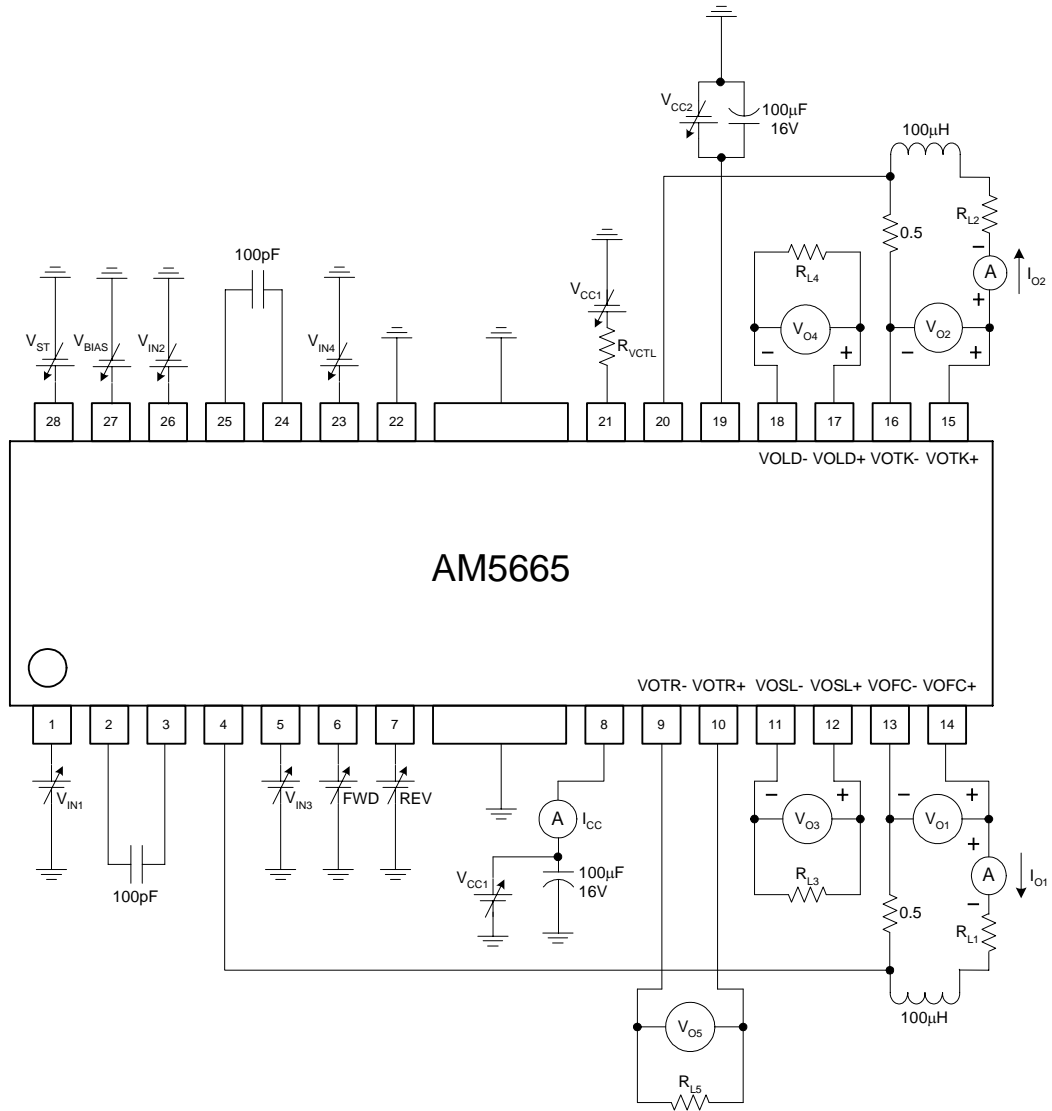 V_CC2
100μF
16V
100μH
R_L2
0.5
A
I_O2
100pF
R_L4
V_CC1
V_ST
V_BIAS
V_IN2
V_IN4
R_VCTL
V_O4
V_O2
- +
- +
- +
28 27 26 25 24 23 22 21 20 19 18 17 16 15
VOLD- VOLD+ VOTK- VOTK+
AM5665
VOTR- VOTR+ VOSL- VOSL+ VOFC- VOFC+
1 2 3 4 5 6 7 8 9 10 11 12 13 14
V_IN1
V_IN3
FWD
REV
- +
- +
A
I_CC
V_O3
V_O1
+
A
-
I_O1
100pF
V_CC1
100μF
16V
R_L3
0.5
R_L1
100μH
V_O5
R_L5